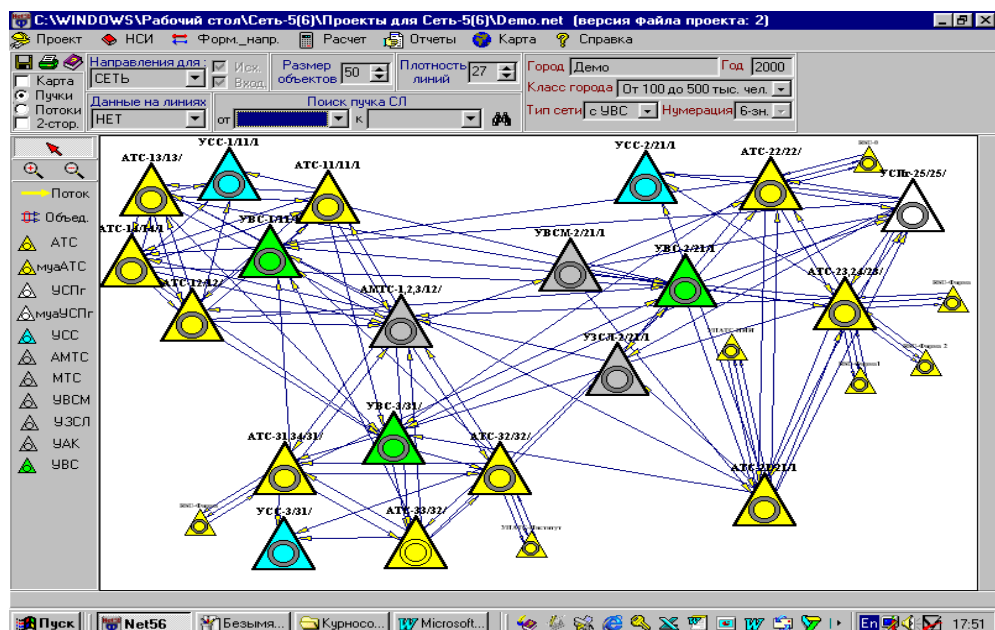 C:\WINDOWS\Рабочий стол\Сеть-5(6)\Проекты для Сеть-5(6)\Demo.net (версия файла проекта: 2)
Проект НСИ Форм._напр. Расчет Отчеты Карта Справка
Направления для: Исх. Размер объектов 50 Плотность линий 27 Город Демо Год 2000
Карта СЕТЬ Вход.
Пучки Класс города От 100 до 500 тыс. чел.
Потоки Данные на линиях Поиск пучка СЛ
2-стор. НЕТ от к Тип сети с УВС Нумерация 6-зн.
Поток
Объед.
АТС
муаАТС
УСПг
муаУСПг
УСС
АМТС
МТС
УВСМ
УЗСЛ
УАК
УВС
УСС-1/11/1
УСС-2/21/1
АТС-13/13/
АТС-11/11/1
АТС-22/22/
УСПг-25/25/
УВС-1/11/1
АТС-14/14/1
УВСМ-2/21/1
УВС-2/21/1
АТС-23,24/23/
АТС-12/12/
АМТС-1,2,3/12/
УЗСЛ-2/21/1
УВС-3/31/
АТС-31,34/31/
АТС-32/32/
АТС-21/21/1
УСС-3/31/
АТС-33/32/
УПАТС-Институт
Пуск Net56 Безымя... Курносо... Microsoft... En 17:51